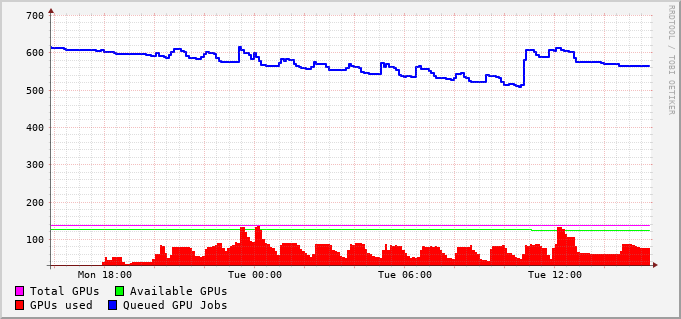 700
600
500
400
300
200
100
Mon 18:00 Tue 00:00 Tue 06:00 Tue 12:00
Total GPUs Available GPUs
GPUs used Queued GPU Jobs
RRDTOOL / TOBI OETIKER